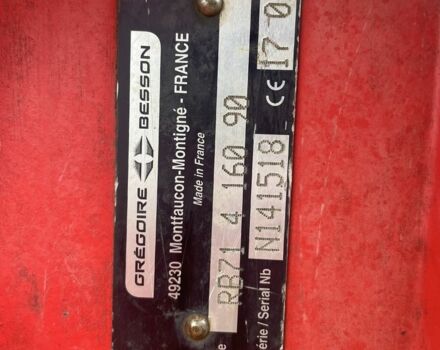 GRÉGOIRE BESSON
49230 Montfaucon-Montigné - FRANCE
Made in France
RB71 4 160 90
N141518 CE 17 0
érie / Serial Nb